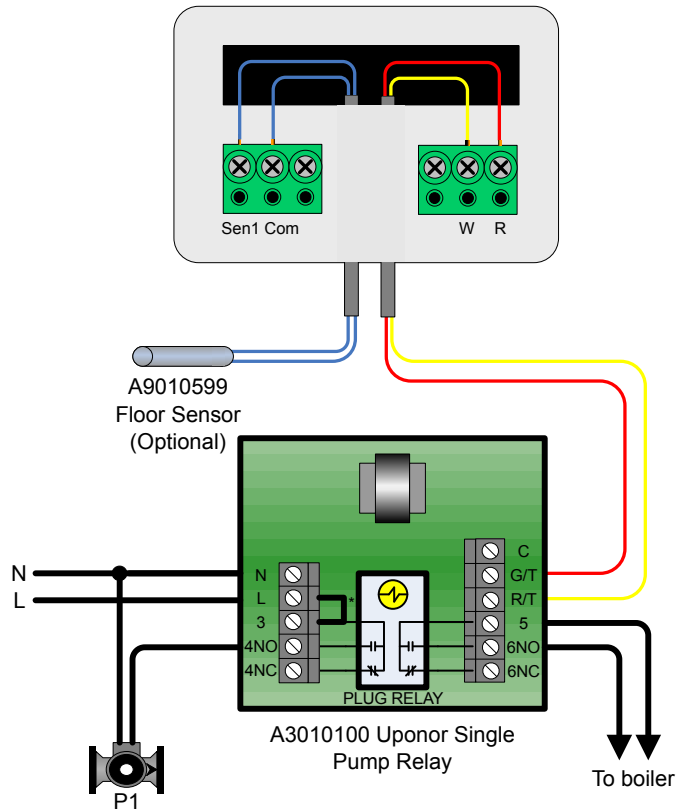 Sen1 Com
W R
A9010599
Floor Sensor
(Optional)
N
L
N
L
3
4NO
4NC
*
C
G/T
R/T
5
6NO
6NC
PLUG RELAY
A3010100 Uponor Single
Pump Relay
To boiler
P1